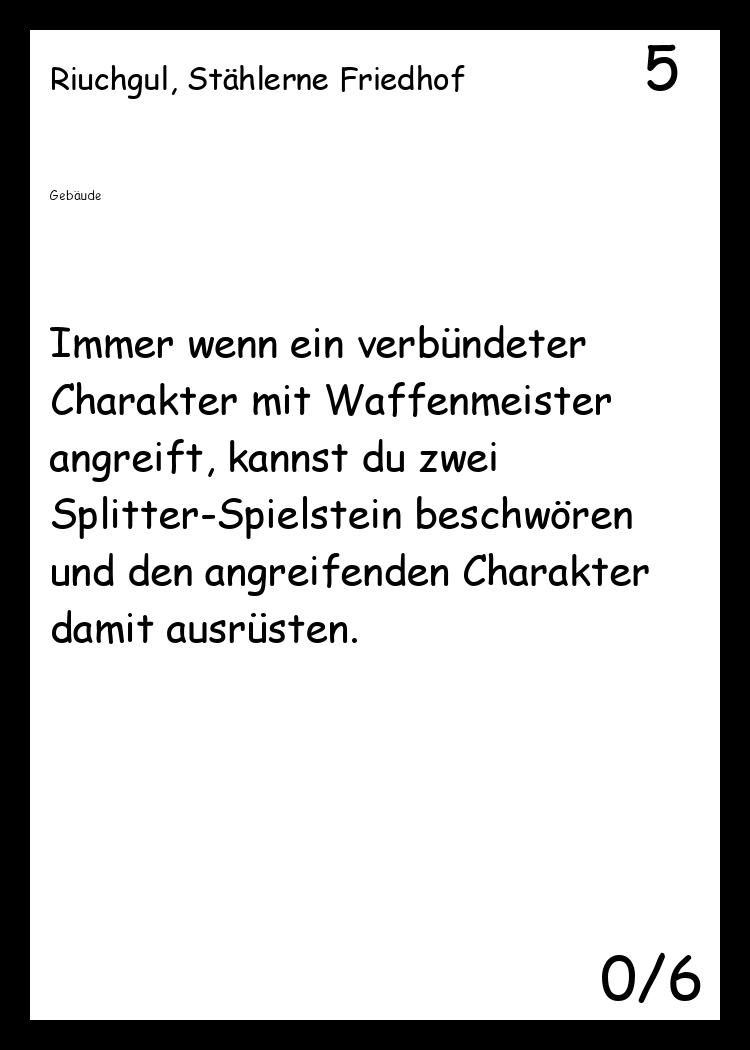 Riuchgul, Stählerne Friedhof
5
Gebäude
Immer wenn ein verbündeter
Charakter mit Waffenmeister
angreift, kannst du zwei
Splitter-Spielstein beschwören
und den angreifenden Charakter
damit ausrüsten.
0/6